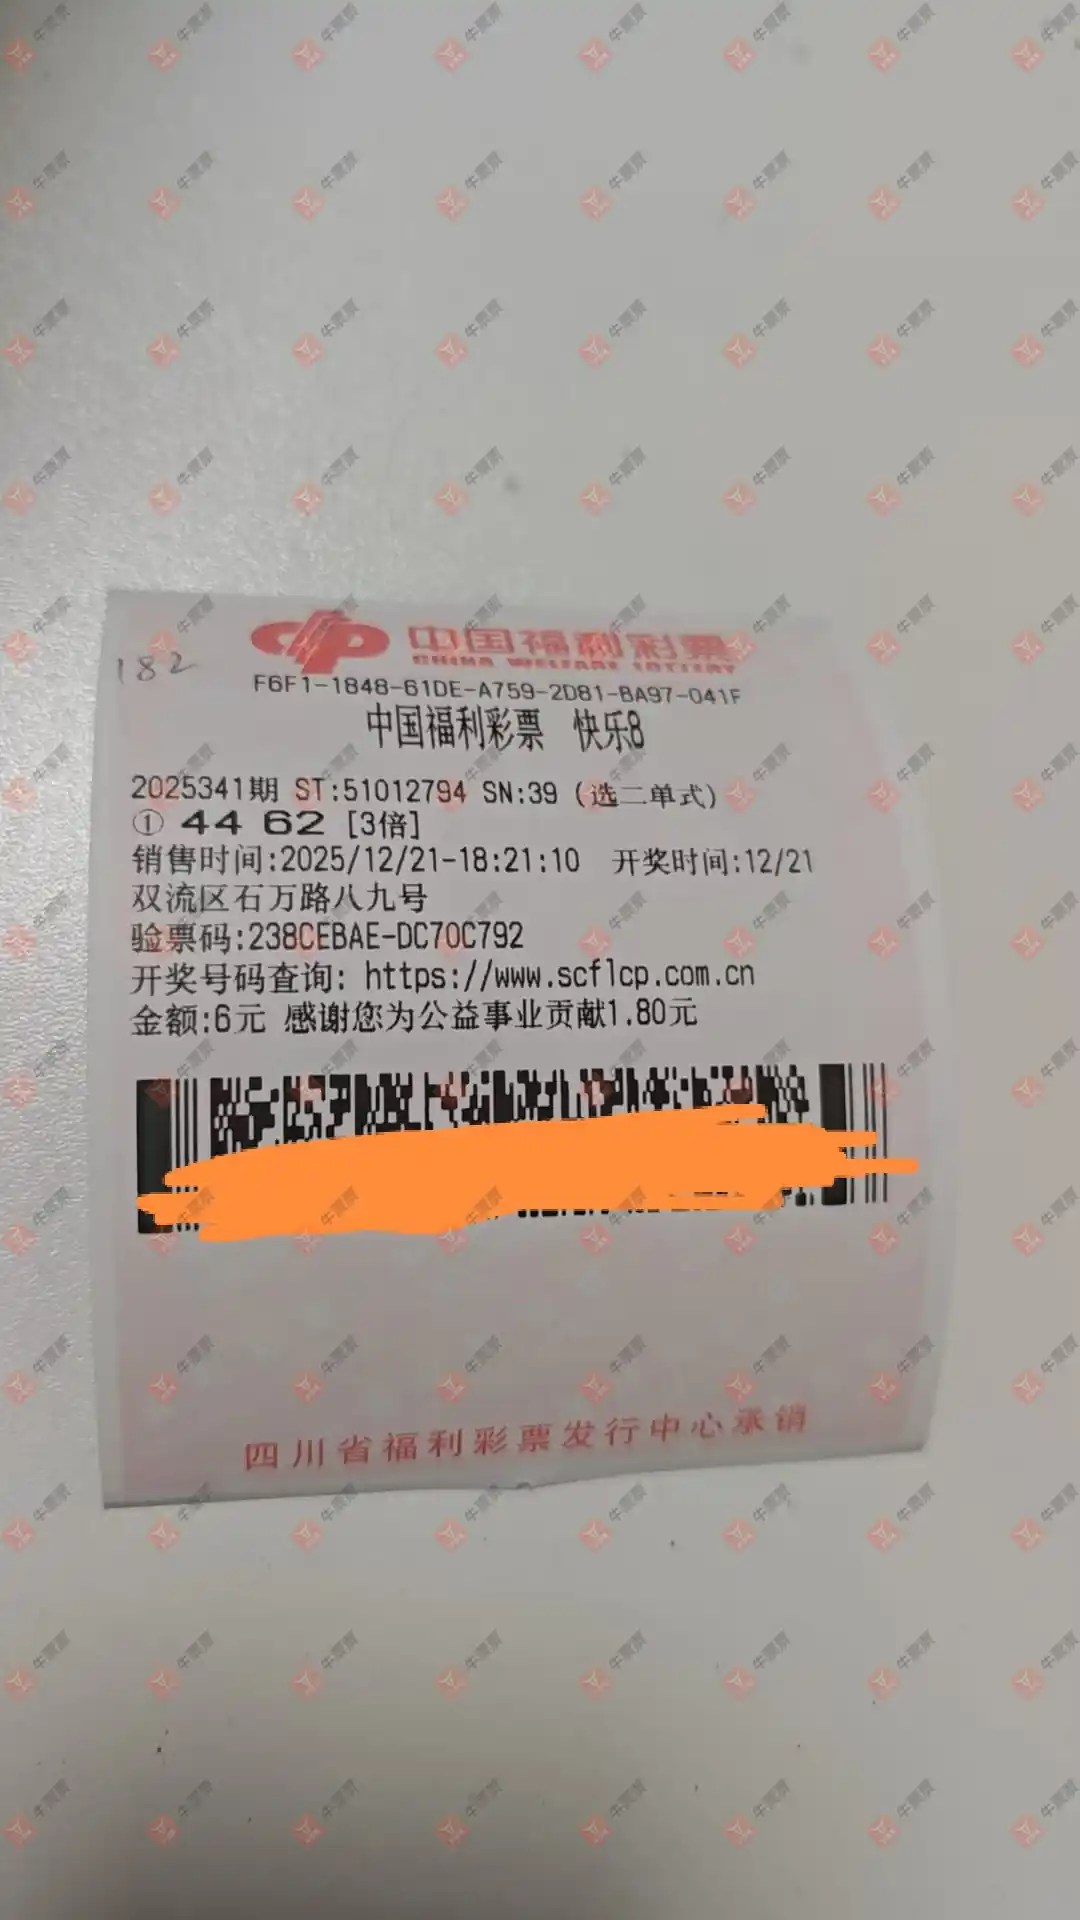 182
中国福利彩票
CHINA WELFARE LOTTERY
F6F1-1848-61DE-A759-2D81-BA97-041F
中国福利彩票 快乐8
2025341期 ST:51012794 SN:39 (选二单式)
① 44 62 [3倍]
销售时间:2025/12/21-18:21:10 开奖时间:12/21
双流区石万路八九号
验票码:238CEBAE-DC70C792
开奖号码查询: https://www.scflcp.com.cn
金额:6元 感谢您为公益事业贡献1.80元
四川省福利彩票发行中心承销
牛票票